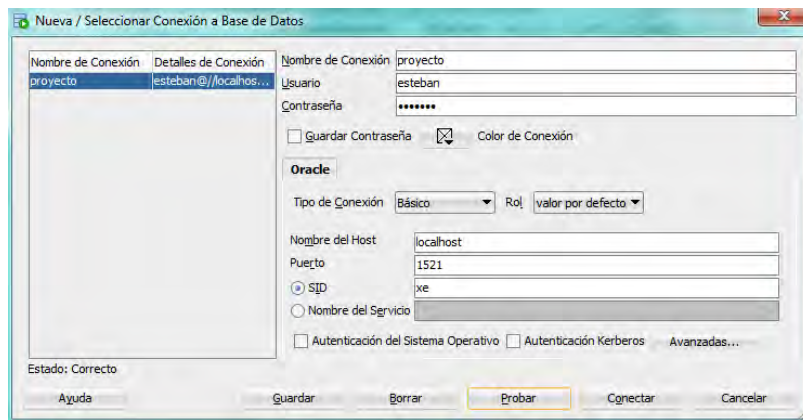 Nueva / Seleccionar Conexión a Base de Datos
Nombre de Conexión Detalles de Conexión
proyecto esteban@//localhos...
Nombre de Conexión proyecto
Usuario esteban
Contraseña •••••••
Guardar Contraseña Color de Conexión
Oracle
Tipo de Conexión Básico Rol valor por defecto
Nombre del Host localhost
Puerto 1521
SID xe
Nombre del Servicio
Autenticación del Sistema Operativo Autenticación Kerberos Avanzadas...
Estado: Correcto
Ayuda Guardar Borrar Probar Conectar Cancelar